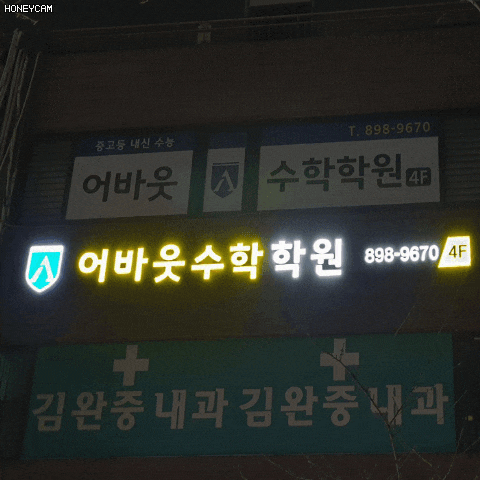 HONEYCAM
중고등 내신 수능
T. 898-9670
어바웃 수학학원 4F
어바웃수학학원 898-9670 4F
김완중내과 김완중내과